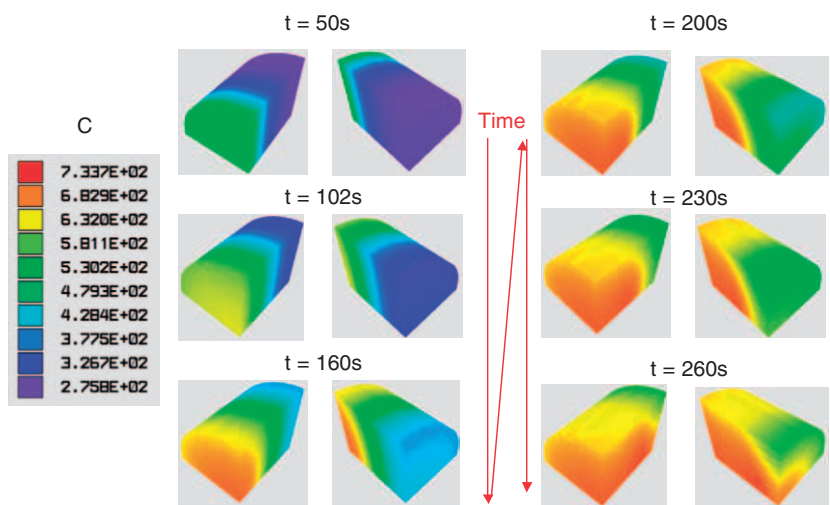 t = 50s
t = 200s
C
Time
7.337E+02
6.829E+02
6.320E+02
5.811E+02
5.302E+02
4.793E+02
4.284E+02
3.775E+02
3.267E+02
2.758E+02
t = 102s
t = 230s
t = 160s
t = 260s